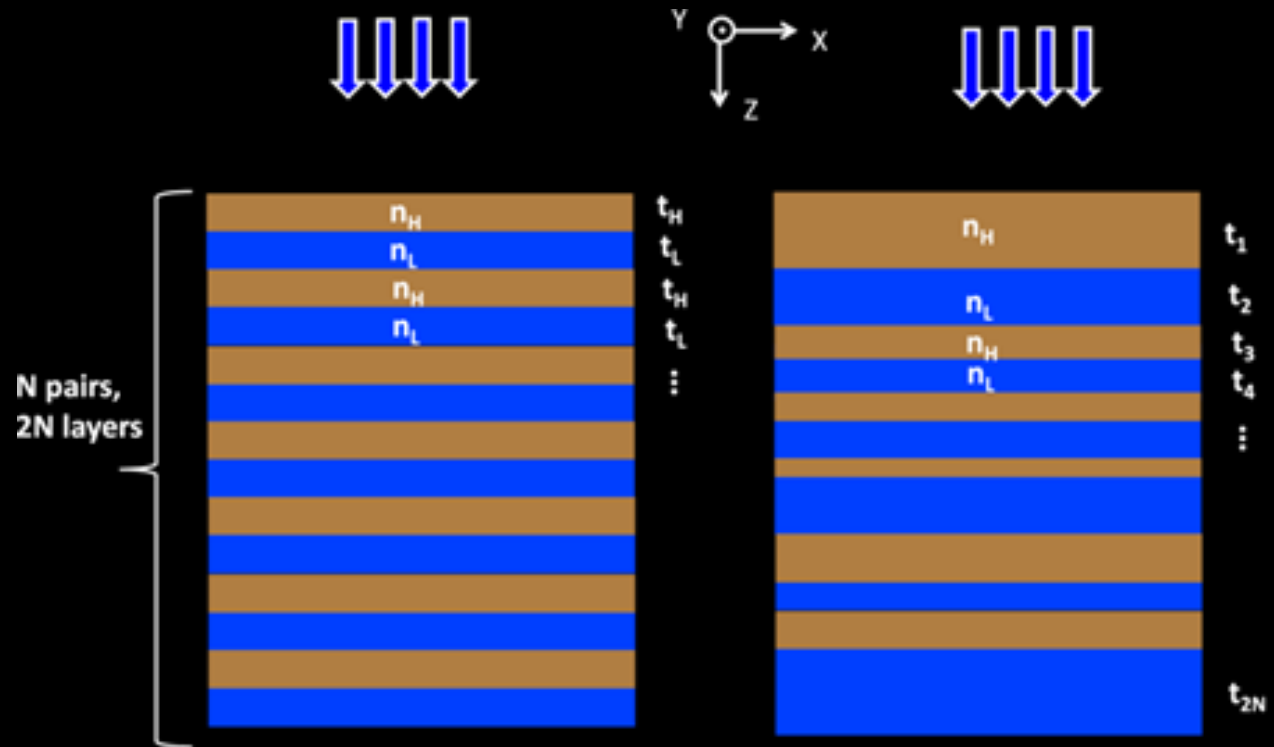 Y
X
Z
n_H
t_H
n_L
t_L
n_H
t_H
n_L
t_L
⋮
N pairs,
2N layers
n_H
t_1
n_L
t_2
n_H
t_3
n_L
t_4
⋮
t_2N